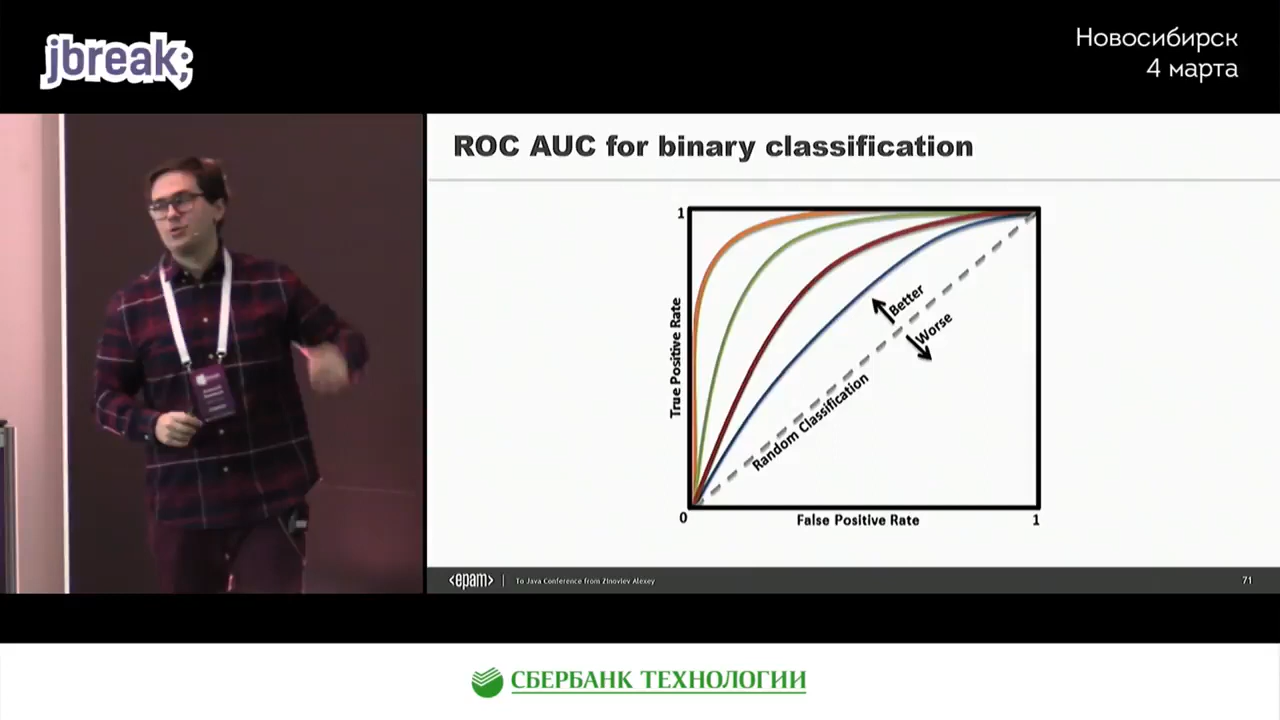 jbreak;
Новосибирск
4 марта
ROC AUC for binary classification
1
True Positive Rate
Better
Worse
Random Classification
0
False Positive Rate
1
<epam>
To Java Conference from Zinoviev Alexey
71
СБЕРБАНК ТЕХНОЛОГИИ